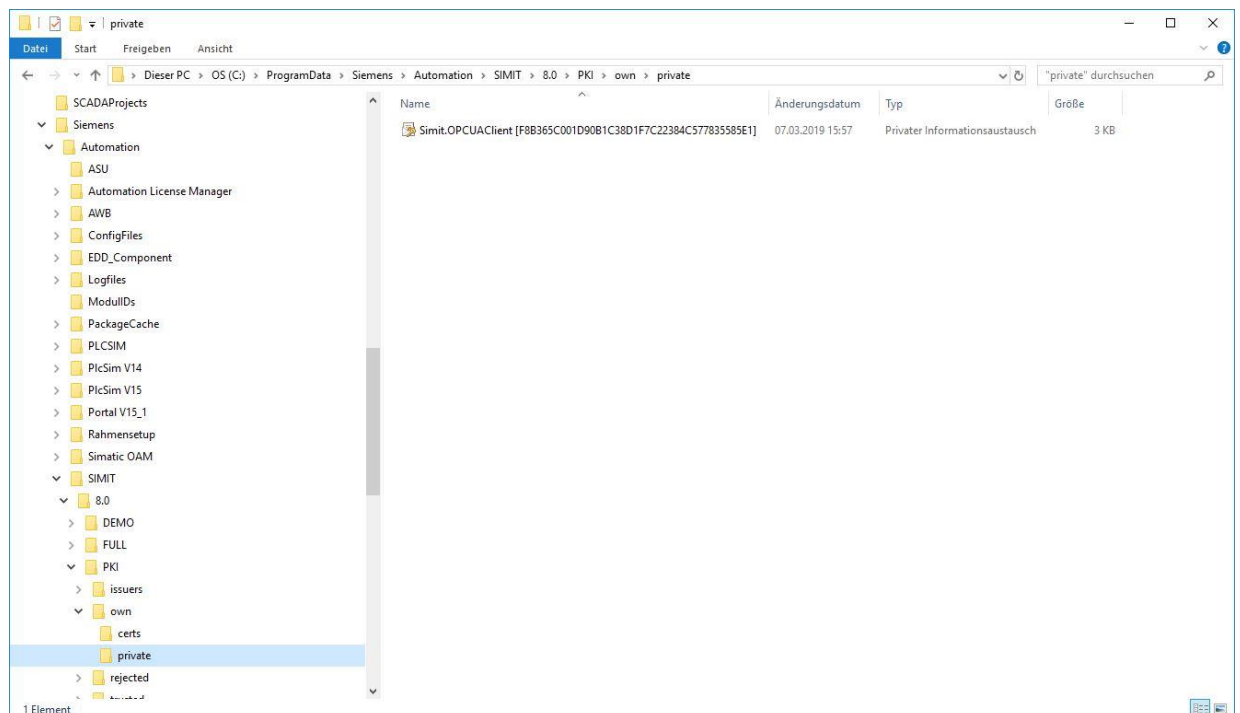 private
Datei Start Freigeben Ansicht
Dieser PC > OS (C:) > ProgramData > Siemens > Automation > SIMIT > 8.0 > PKI > own > private
"private" durchsuchen
Name Änderungsdatum Typ Größe
Simit.OPCUAClient [F8B365C001D90B1C38D1F7C22384C577835585E1] 07.03.2019 15:57 Privater Informationsaustausch 3 KB
SCADAProjects
Siemens
Automation
ASU
Automation License Manager
AWB
ConfigFiles
EDD_Component
Logfiles
ModulIDs
PackageCache
PLCSIM
PlcSim V14
PlcSim V15
Portal V15_1
Rahmensetup
Simatic OAM
SIMIT
8.0
DEMO
FULL
PKI
issuers
own
certs
private
rejected
trusted
1 Element